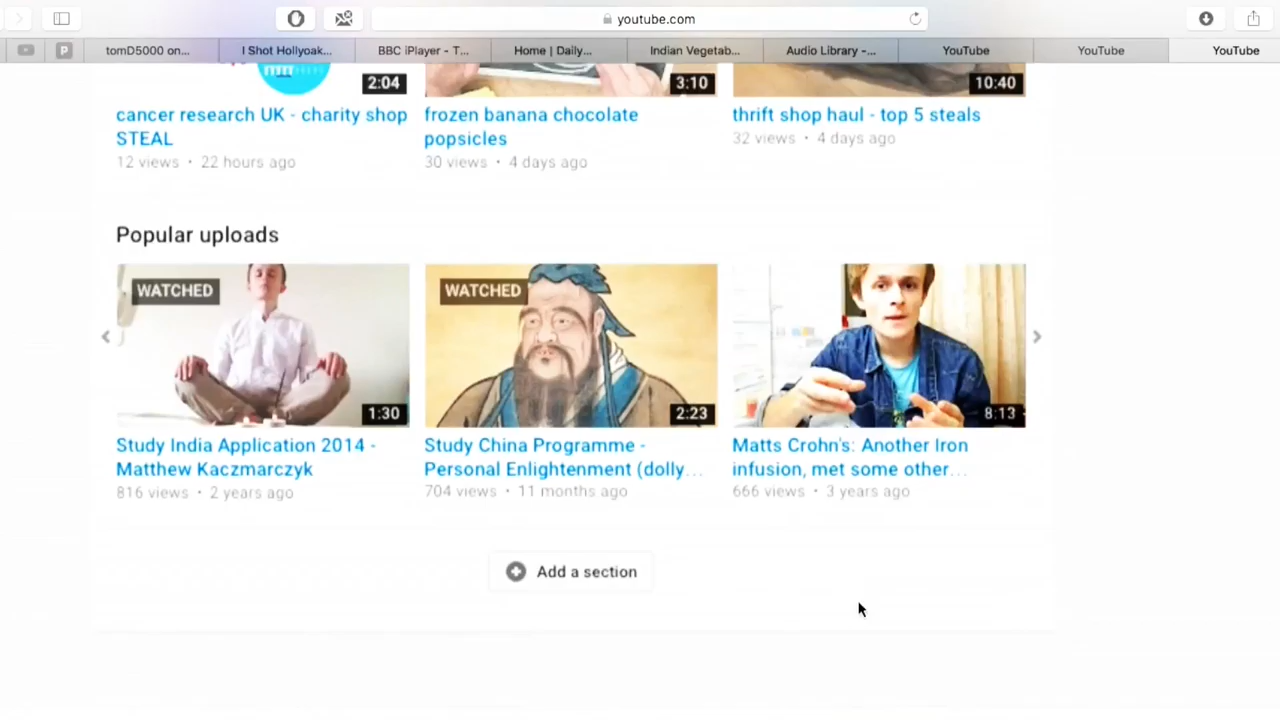 youtube.com
tomD5000 on...
I Shot Hollyoak...
BBC iPlayer - T...
Home | Daily...
Indian Vegetab...
Audio Library -...
YouTube
YouTube
YouTube
2:04
3:10
10:40
cancer research UK - charity shop
STEAL
12 views • 22 hours ago
frozen banana chocolate
popsicles
30 views • 4 days ago
thrift shop haul - top 5 steals
32 views • 4 days ago
Popular uploads
WATCHED
1:30
WATCHED
2:23
8:13
Study India Application 2014 -
Matthew Kaczmarczyk
816 views • 2 years ago
Study China Programme -
Personal Enlightenment (dolly...
704 views • 11 months ago
Matts Crohn's: Another Iron
infusion, met some other...
666 views • 3 years ago
Add a section